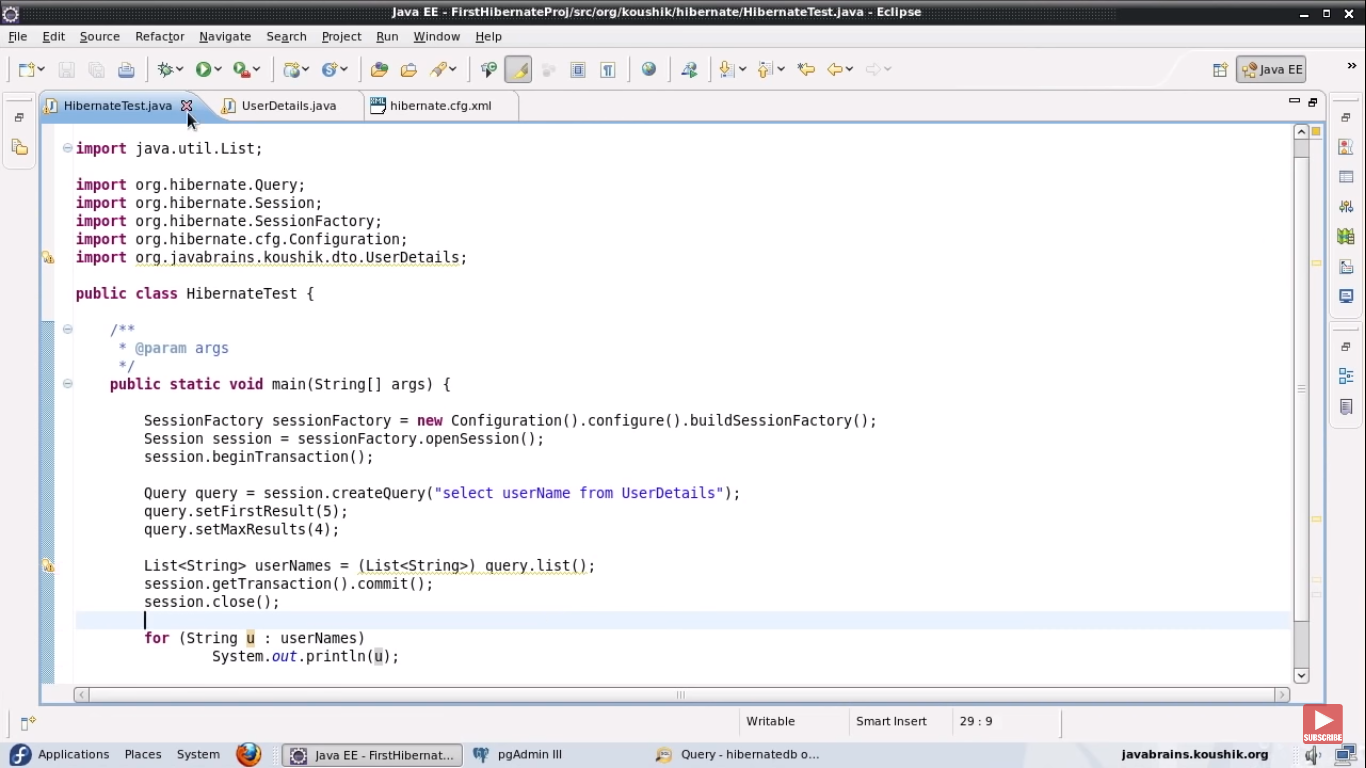 Java EE - FirstHibernateProj/src/org/koushik/hibernate/HibernateTest.java - Eclipse
File Edit Source Refactor Navigate Search Project Run Window Help
Java EE
HibernateTest.java UserDetails.java hibernate.cfg.xml
import java.util.List;
import org.hibernate.Query;
import org.hibernate.Session;
import org.hibernate.SessionFactory;
import org.hibernate.cfg.Configuration;
import org.javabrains.koushik.dto.UserDetails;
public class HibernateTest {
/**
* @param args
*/
public static void main(String[] args) {
SessionFactory sessionFactory = new Configuration().configure().buildSessionFactory();
Session session = sessionFactory.openSession();
session.beginTransaction();
Query query = session.createQuery("select userName from UserDetails");
query.setFirstResult(5);
query.setMaxResults(4);
List<String> userNames = (List<String>) query.list();
session.getTransaction().commit();
session.close();
for (String u : userNames)
System.out.println(u);
Writable Smart Insert 29 : 9
SUBSCRIBE
Applications Places System Java EE - FirstHibernat... pgAdmin III Query - hibernatedb o... javabrains.koushik.org